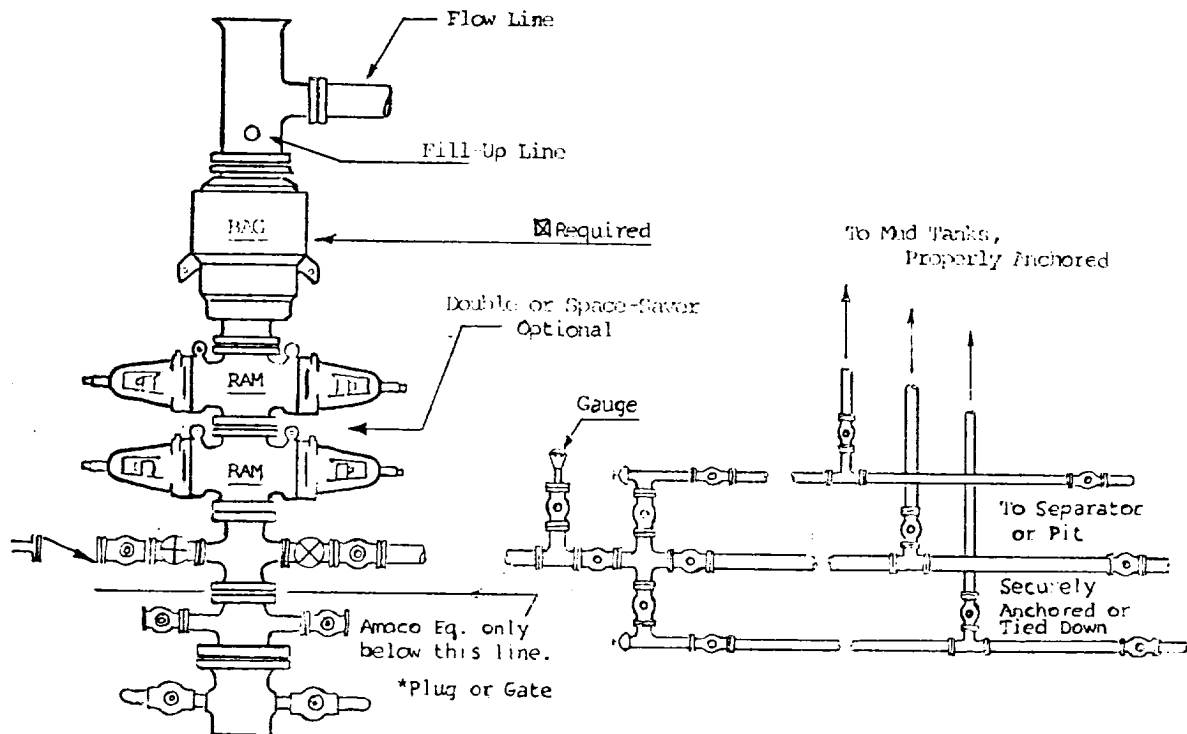 Flow Line
Fill-Up Line
BAG
Required
Double or Space-Saver
Optional
RAM
RAM
Gauge
To Mud Tanks,
Properly Anchored
To Separator
or Pit
Securely
Anchored or
Tied Down
Amoco Eq. only
below this line.
*Plug or Gate